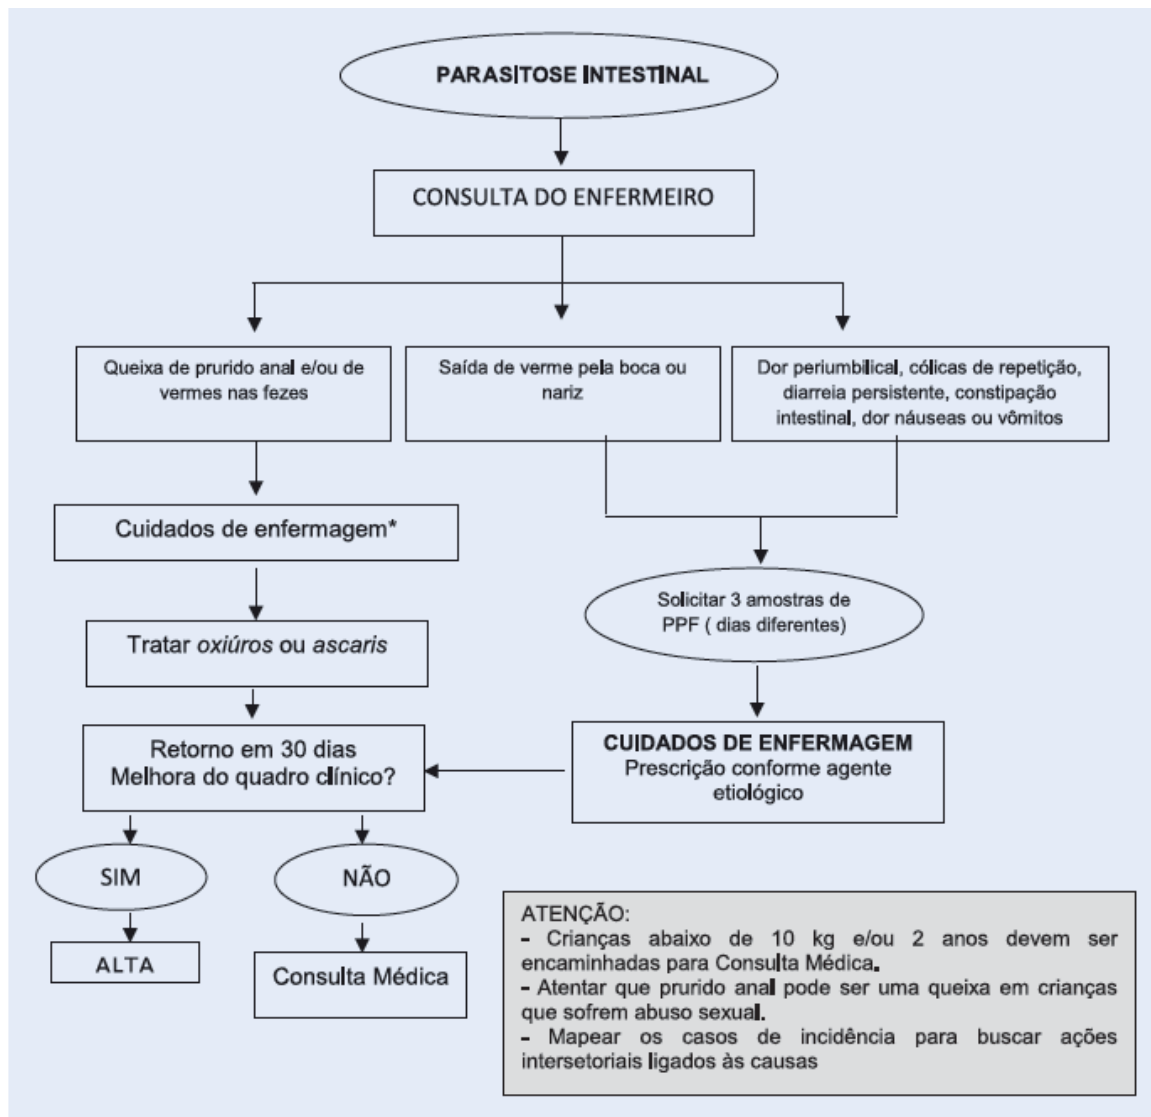 PARASITOSE INTESTINAL
CONSULTA DO ENFERMEIRO
Queixa de prurido anal e/ou de
vermes nas fezes
Saída de verme pela boca ou
nariz
Dor periumbilical, cólicas de repetição,
diarreia persistente, constipação
intestinal, dor náuseas ou vômitos
Cuidados de enfermagem*
Solicitar 3 amostras de
PPF ( dias diferentes)
Tratar oxiúros ou ascaris
Retorno em 30 dias
Melhora do quadro clínico?
CUIDADOS DE ENFERMAGEM
Prescrição conforme agente
etiológico
SIM
NÃO
ALTA
Consulta Médica
ATENÇÃO:
- Crianças abaixo de 10 kg e/ou 2 anos devem ser
encaminhadas para Consulta Médica.
- Atentar que prurido anal pode ser uma queixa em crianças
que sofrem abuso sexual.
- Mapear os casos de incidência para buscar ações
intersetoriais ligados às causas